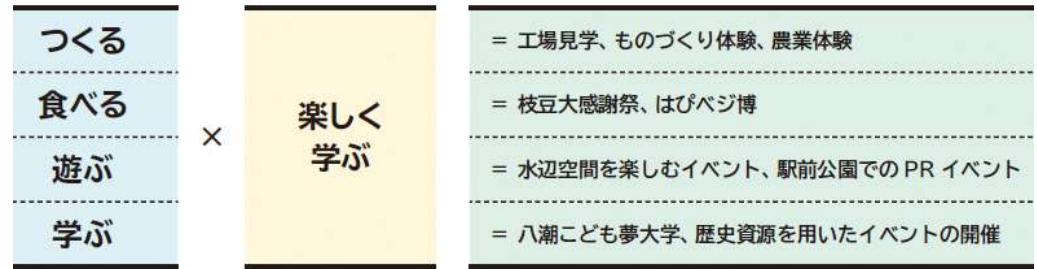 つくる
食べる
遊ぶ
学ぶ
×
楽しく
学ぶ
= 工場見学、ものづくり体験、農業体験
= 枝豆大感謝祭、はぴベジ博
= 水辺空間を楽しむイベント、駅前公園での PR イベント
= 八潮こども夢大学、歴史資源を用いたイベントの開催